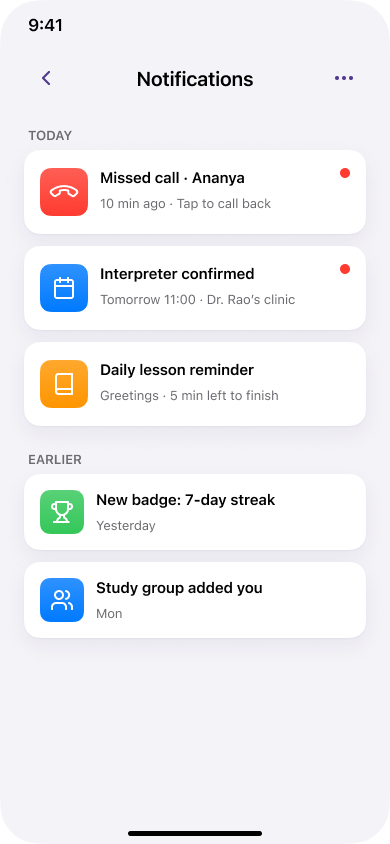 9:41
Notifications
TODAY
Missed call · Ananya
10 min ago · Tap to call back
Interpreter confirmed
Tomorrow 11:00 · Dr. Rao's clinic
Daily lesson reminder
Greetings · 5 min left to finish
EARLIER
New badge: 7-day streak
Yesterday
Study group added you
Mon